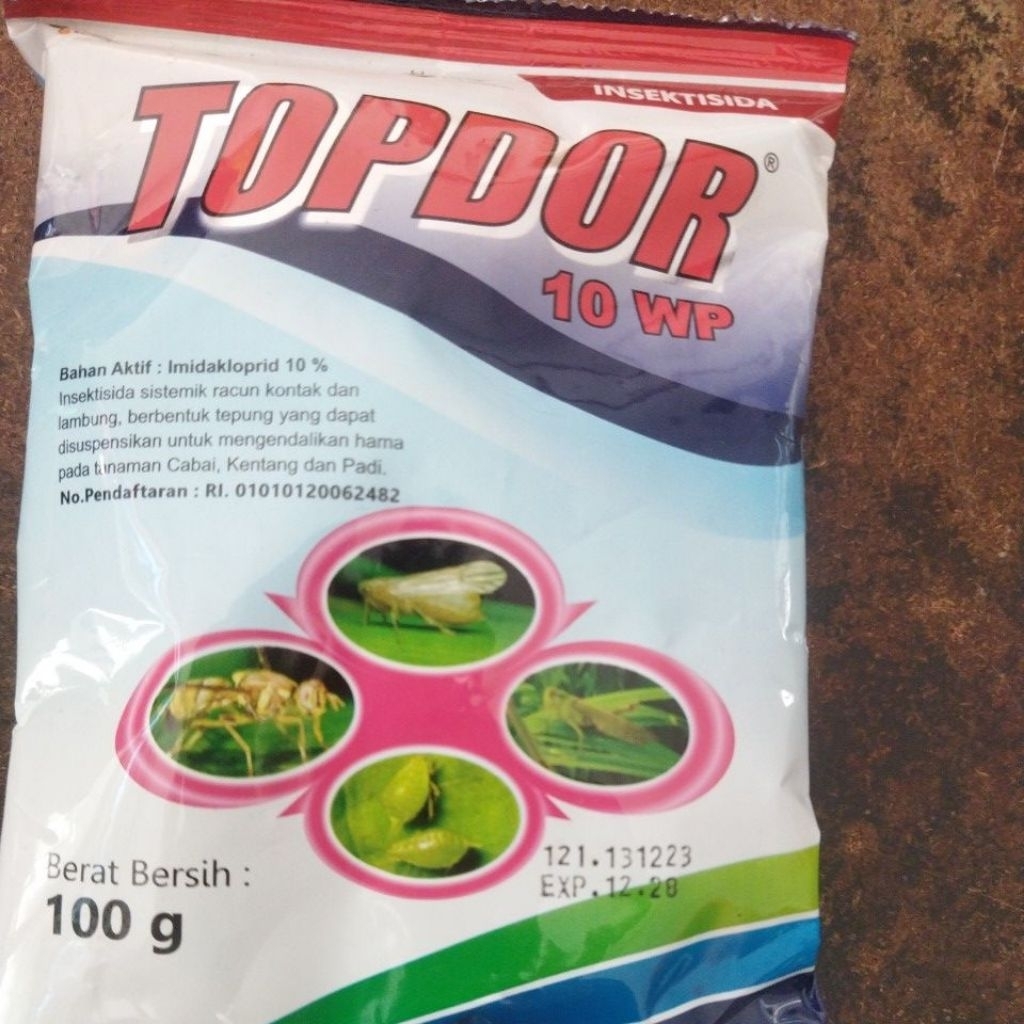 INSEKTISIDA
TOPDOR®
10 WP
Bahan Aktif : Imidakloprid 10 %
Insektisida sistemik racun kontak dan
lambung, berbentuk tepung yang dapat
disuspensikan untuk mengendalikan hama
pada tanaman Cabai, Kentang dan Padi.
No.Pendaftaran : RI. 01010120062482
Berat Bersih :
100 g
121.131223
EXP.12.28